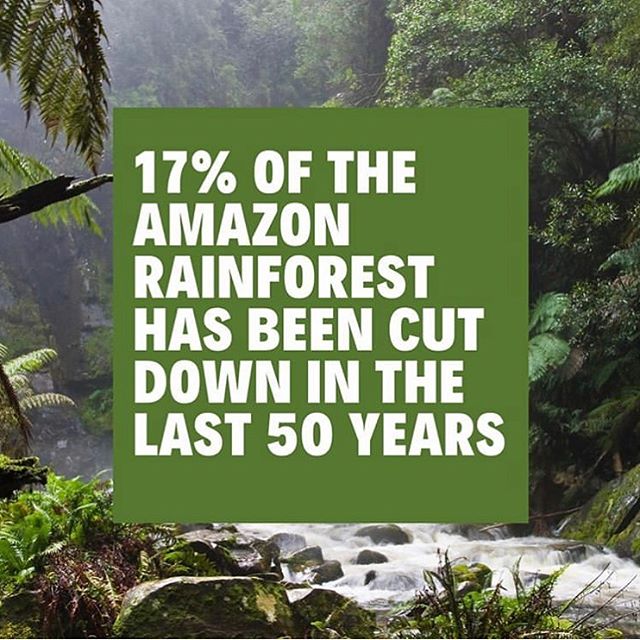 17% OF THE
AMAZON
RAINFOREST
HAS BEEN CUT
DOWN IN THE
LAST 50 YEARS